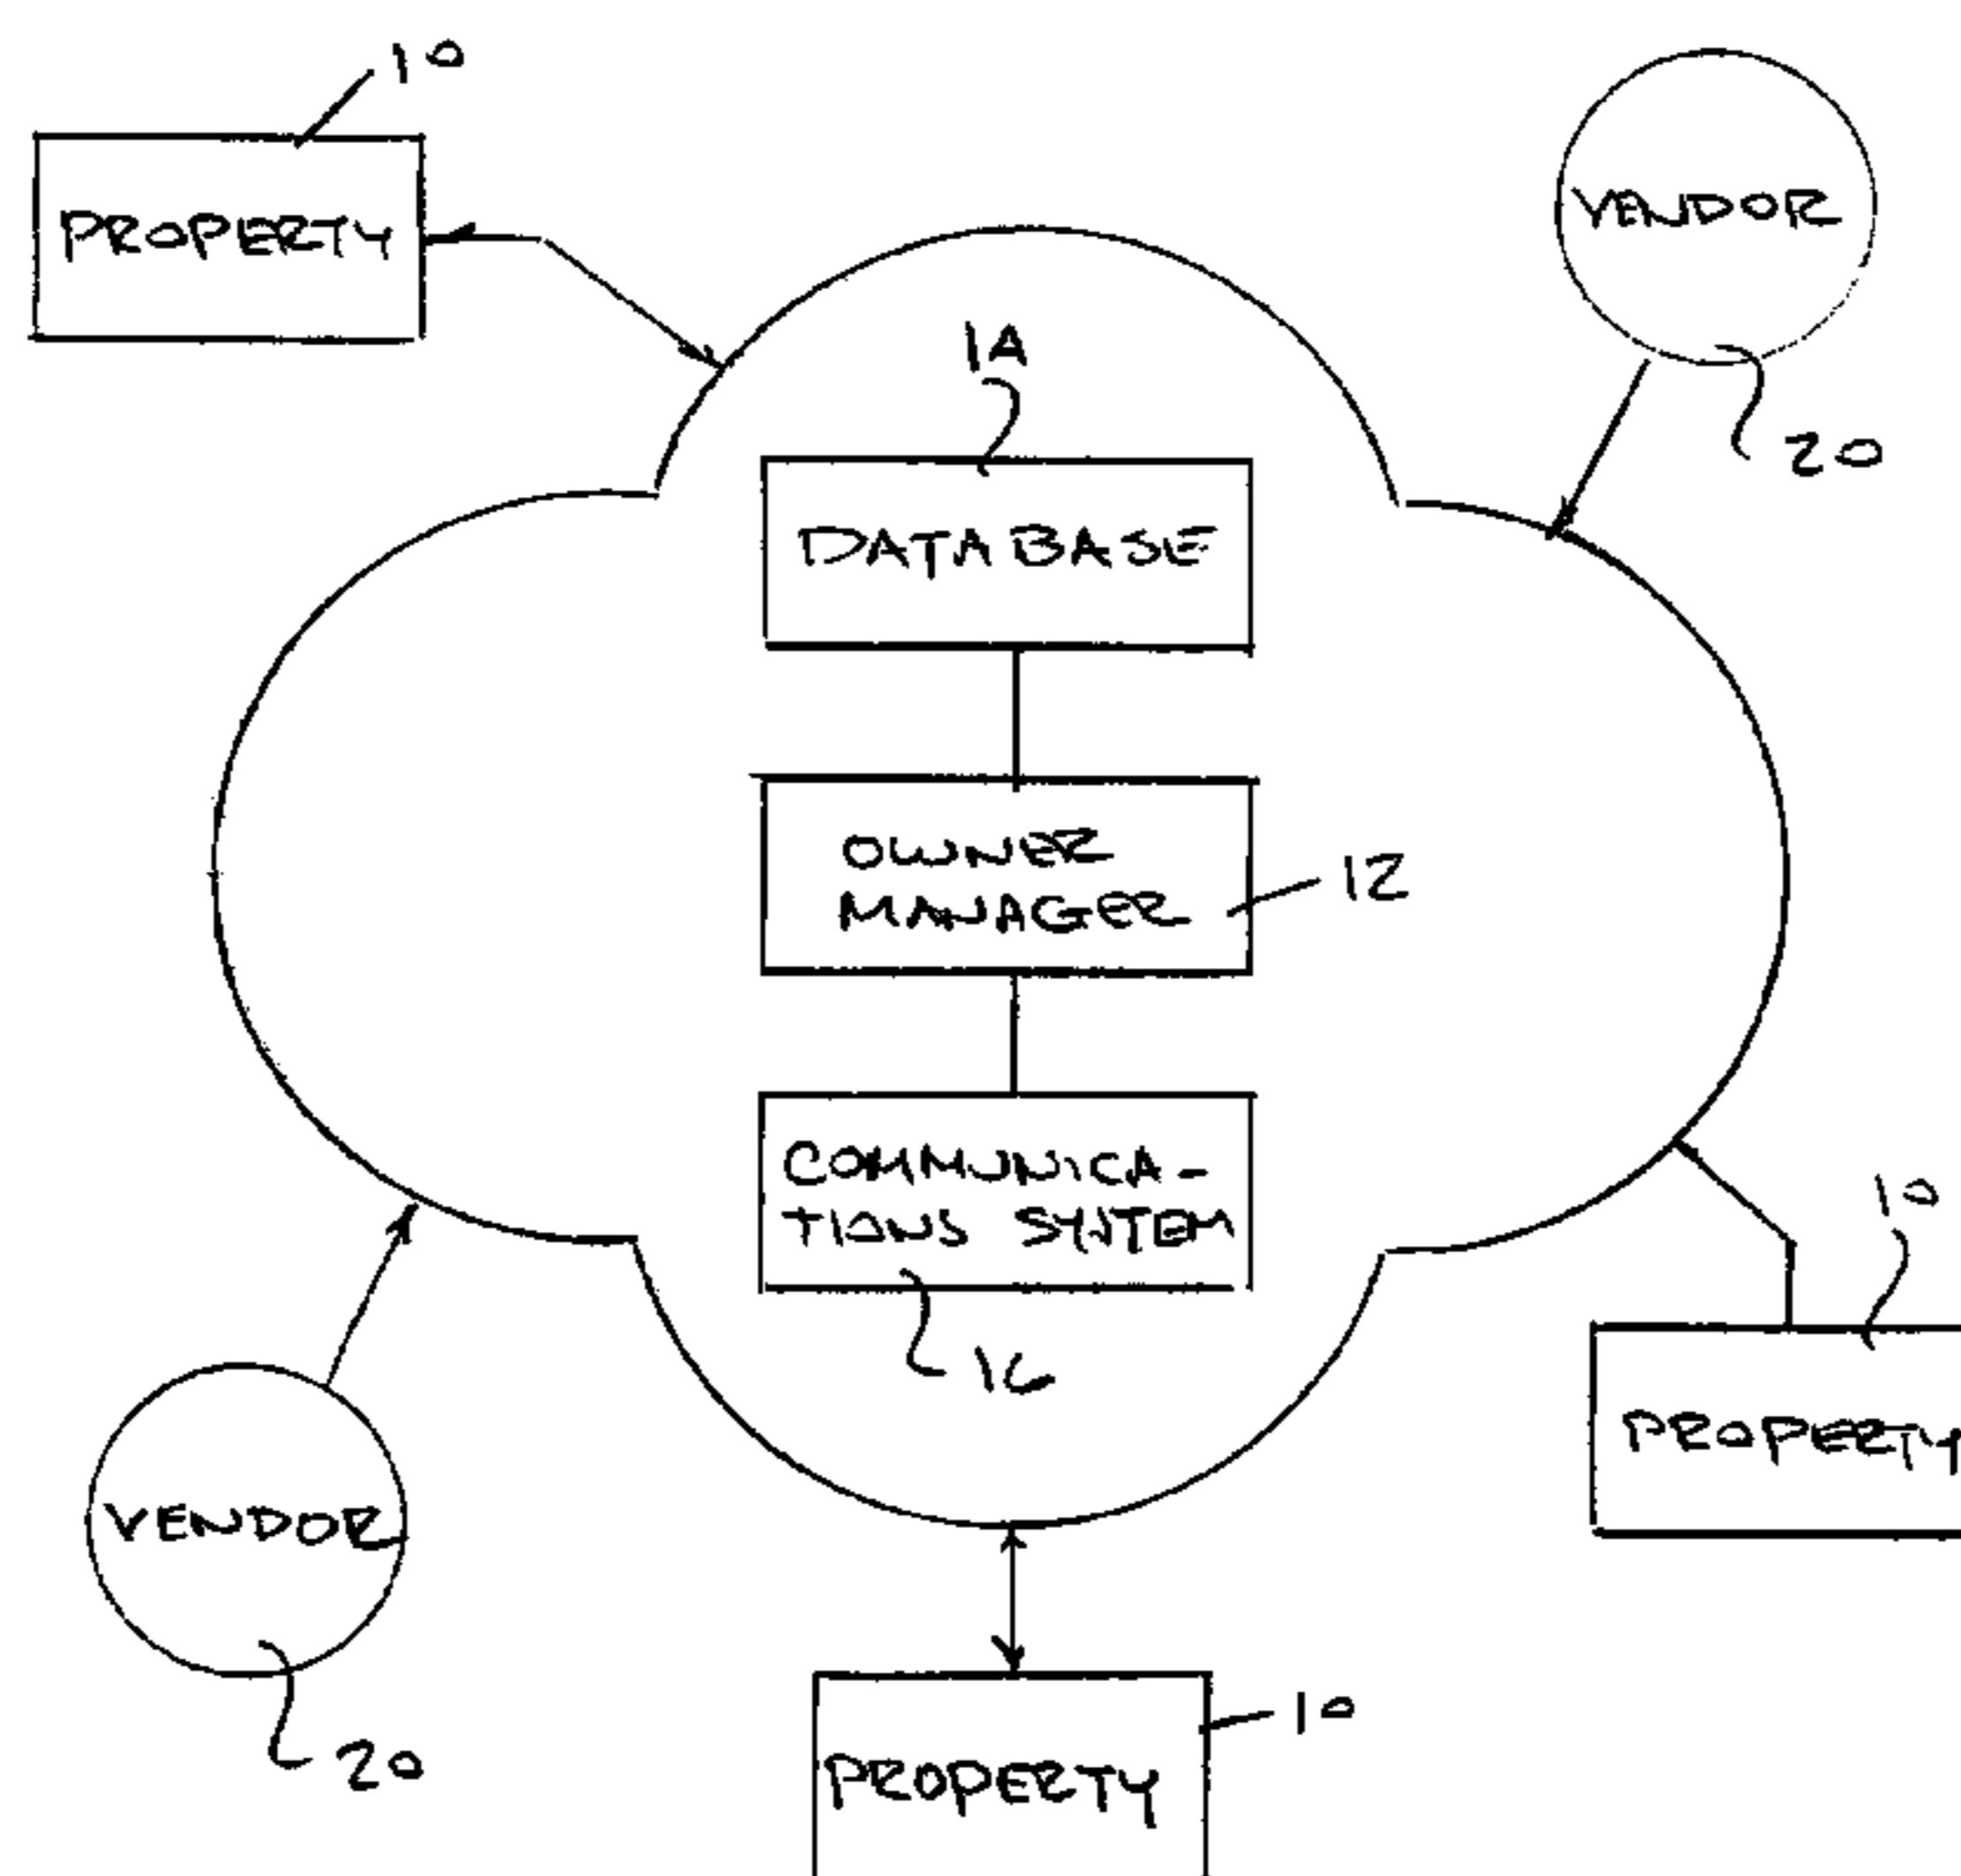 10
PROPERTY
VENDOR
20
1A
DATABASE
OWNER
MANAGER
12
COMMUNICA-
TIONS SYSTEM
16
10
PROPERTY
VENDOR
20
10
PROPERTY